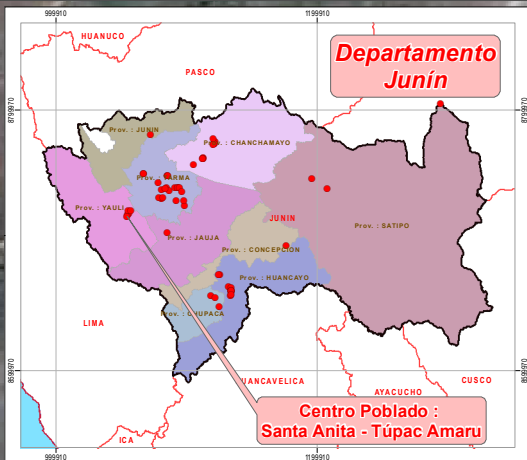 999910
1199910
HUANUCO
PASCO
Departamento
Junín
8799970
8799970
Prov. : JUNIN
Prov. : CHANCHAMAYO
Prov. : TARMA
Prov. : YAULI
JUNIN
Prov. : SATIPO
Prov. : JAUJA
Prov. : CONCEPCION
Prov. : HUANCAYO
Prov. : CHUPACA
LIMA
8599970
8599970
UANCAVELICA
CUSCO
AYACUCHO
Centro Poblado :
Santa Anita - Túpac Amaru
ICA
999910
1199910